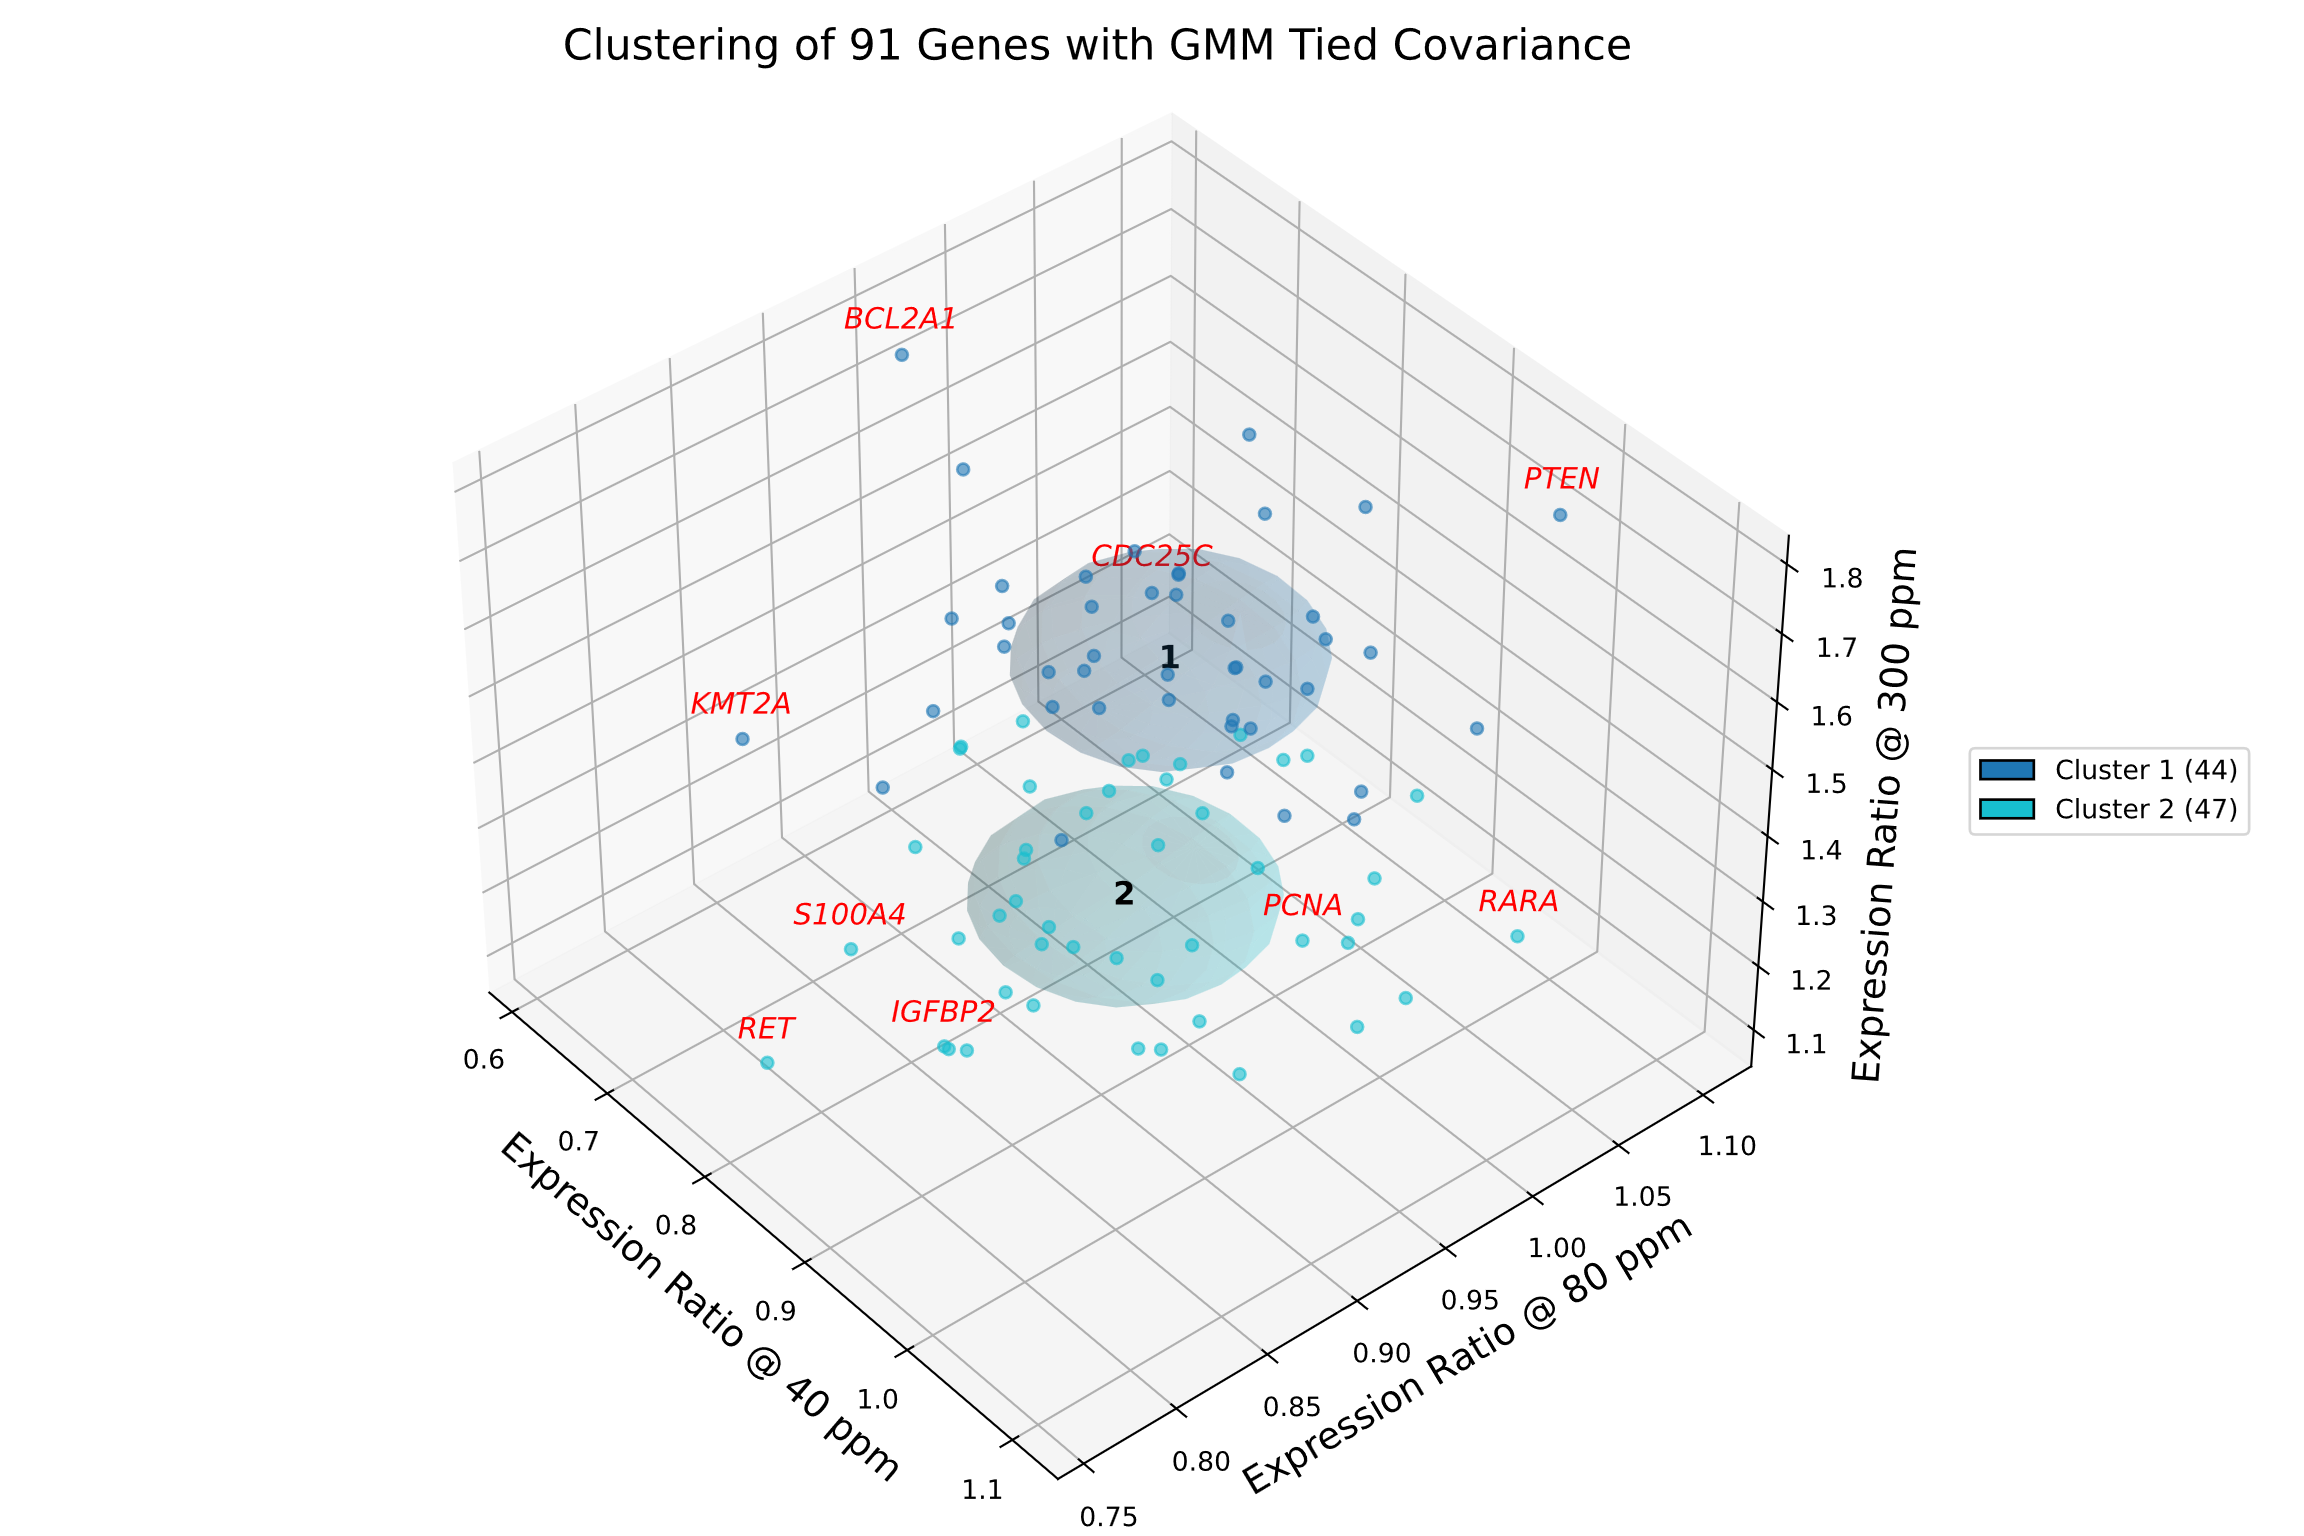 Clustering of 91 Genes with GMM Tied Covariance
BCL2A1
PTEN
CDC25C
1
KMT2A
2
S100A4
PCNA
RARA
IGFBP2
RET
Cluster 1 (44)
Cluster 2 (47)
0.6
0.7
0.8
0.9
1.0
1.1
Expression Ratio @ 40 ppm
0.75
0.80
0.85
0.90
0.95
1.00
1.05
1.10
Expression Ratio @ 80 ppm
1.8
1.7
1.6
1.5
1.4
1.3
1.2
1.1
Expression Ratio @ 300 ppm